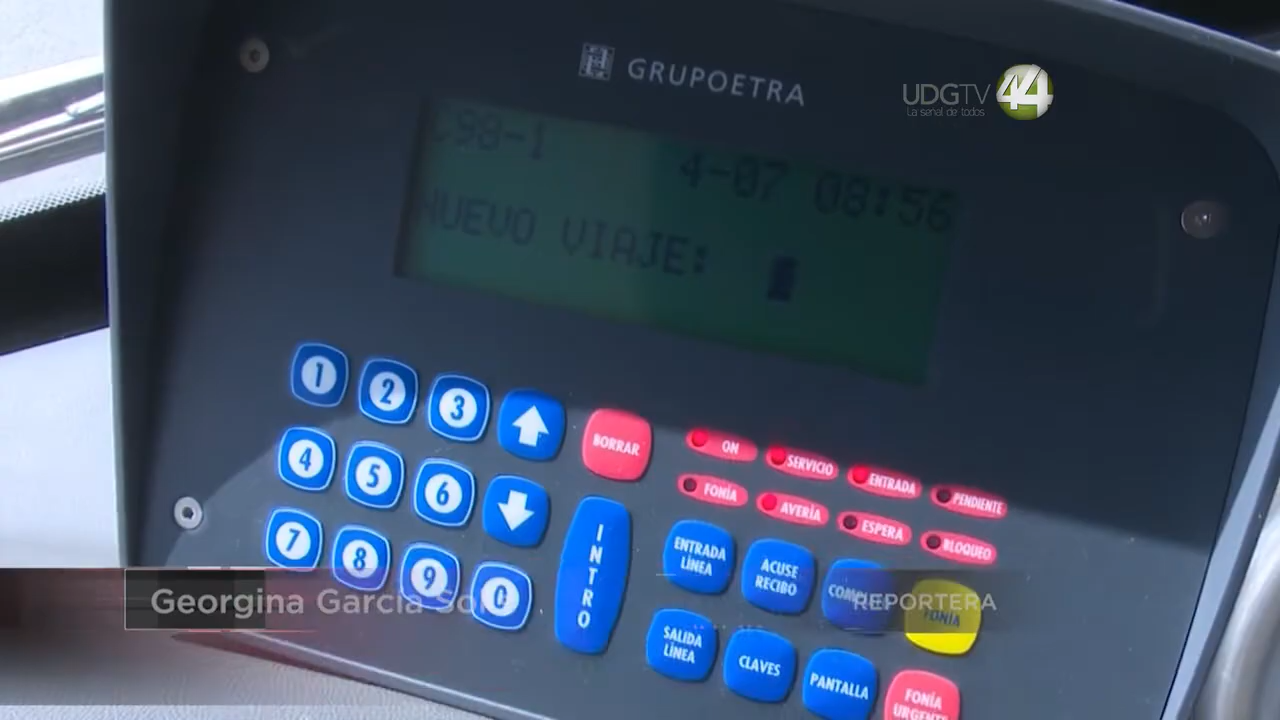 GRUPOETRA
UDGTV 44
La señal de todos
C98-1
4-07 08:56
NUEVO VIAJE:
1 2 3
4 5 6
7 8 9 0
BORRAR
INTRO
ON SERVICIO ENTRADA PENDIENTE
FONÍA AVERÍA ESPERA BLOQUEO
ENTRADA LÍNEA
ACUSE RECIBO
FONÍA
SALIDA LÍNEA
CLAVES
PANTALLA
FONÍA URGENTE
Georgina García
REPORTERA